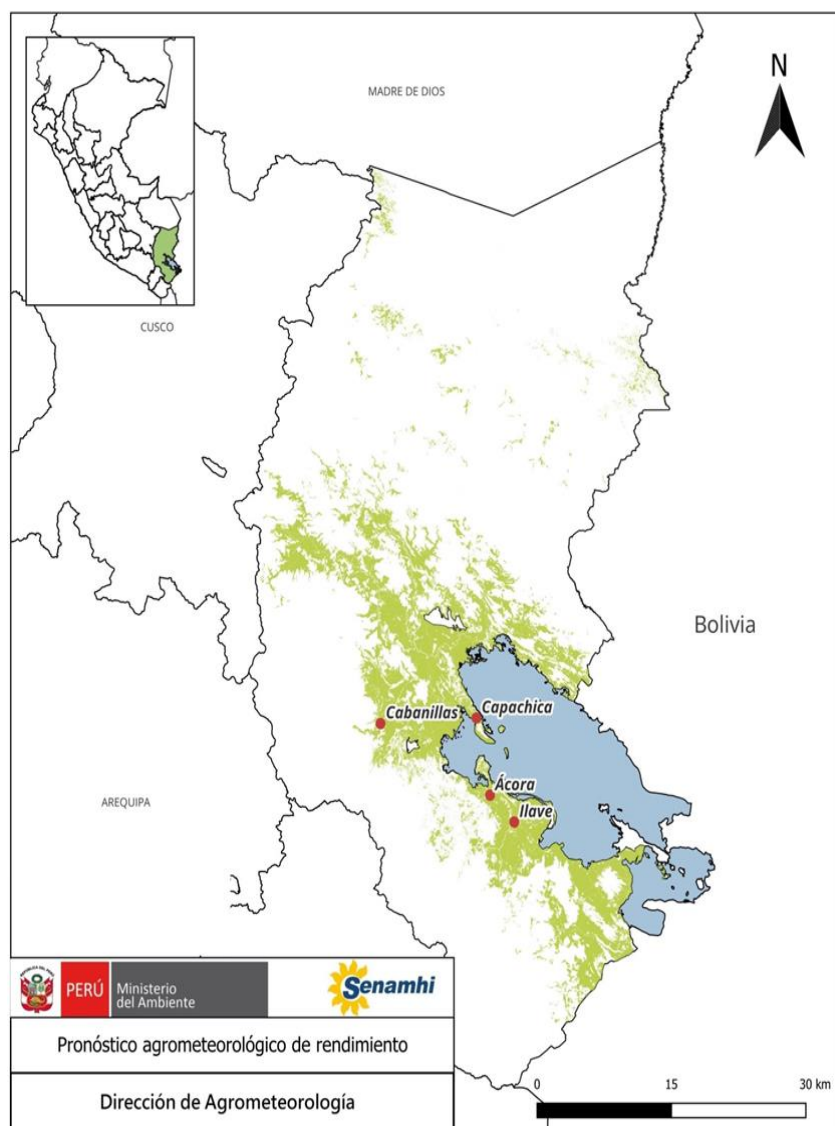 MADRE DE DIOS
N
CUSCO
Bolivia
Cabanillas
Capachica
AREQUIPA
Ácora
Ilave
PERÚ
Ministerio
del Ambiente
Senamhi
Pronóstico agrometeorológico de rendimiento
Dirección de Agrometeorología
0 15 30 km